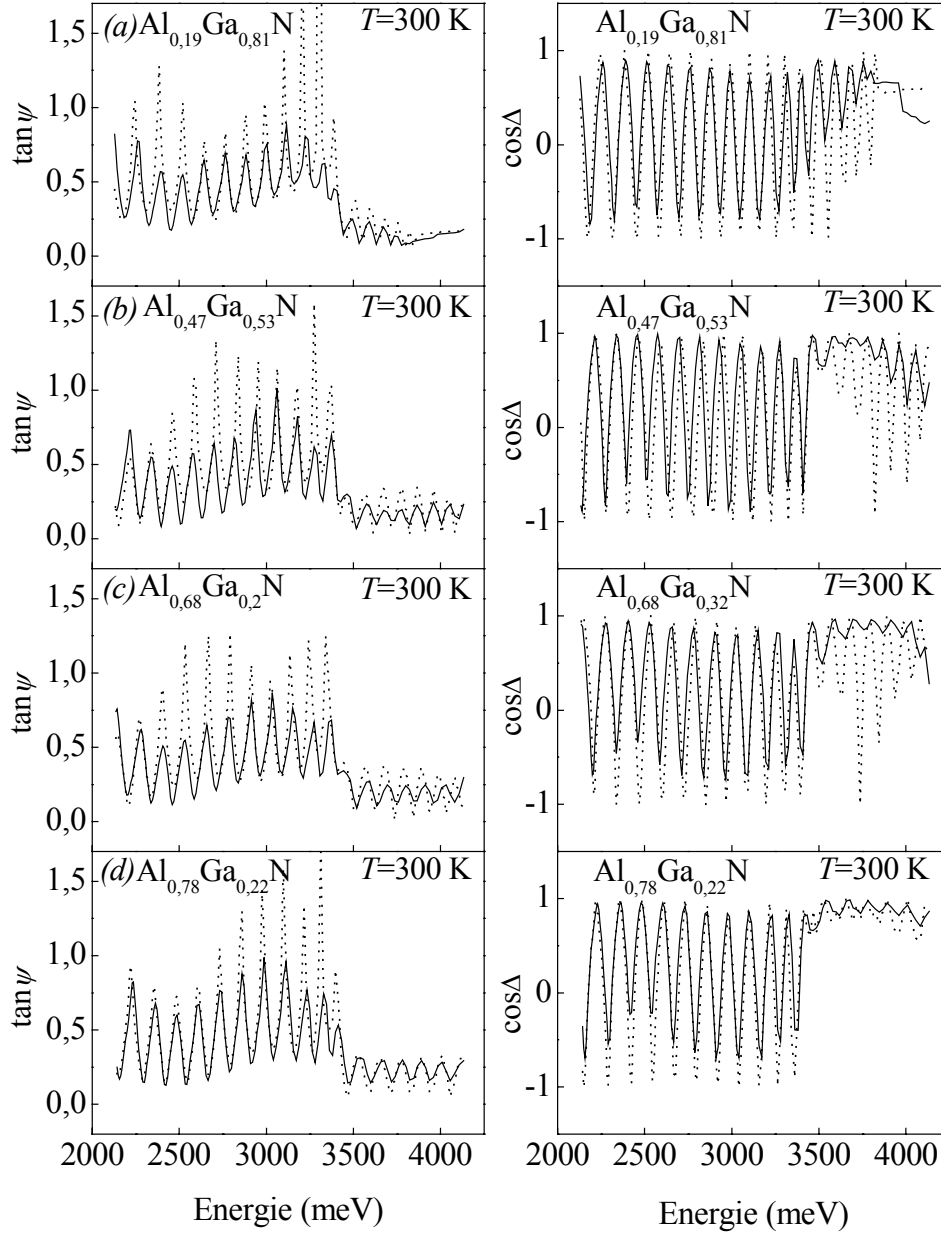 (a) Al0,19Ga0,81N T=300 K
1,5
1,0
0,5
0,0
tanψ
Al0,19Ga0,81N T=300 K
1
0
-1
cosΔ
(b) Al0,47Ga0,53N T=300 K
1,5
1,0
0,5
0,0
tanψ
Al0,47Ga0,53N T=300 K
1
0
-1
cosΔ
(c) Al0,68Ga0,2N T=300 K
1,5
1,0
0,5
0,0
tanψ
Al0,68Ga0,32N T=300 K
1
0
-1
cosΔ
(d) Al0,78Ga0,22N T=300 K
1,5
1,0
0,5
0,0
tanψ
2000 2500 3000 3500 4000
Energie (meV)
Al0,78Ga0,22N T=300 K
1
0
-1
cosΔ
2000 2500 3000 3500 4000
Energie (meV)